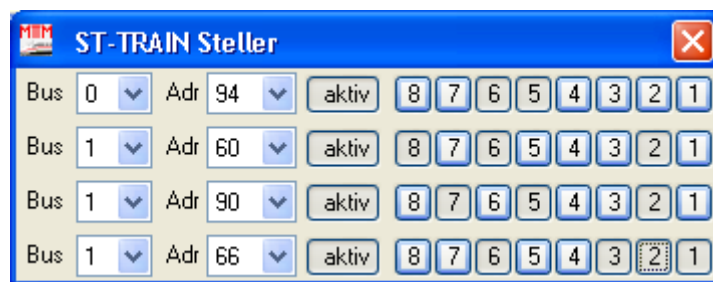 MTTM ST-TRAIN Steller
Bus 0 Adr 94 aktiv 8 7 6 5 4 3 2 1
Bus 1 Adr 60 aktiv 8 7 6 5 4 3 2 1
Bus 1 Adr 90 aktiv 8 7 6 5 4 3 2 1
Bus 1 Adr 66 aktiv 8 7 6 5 4 3 2 1